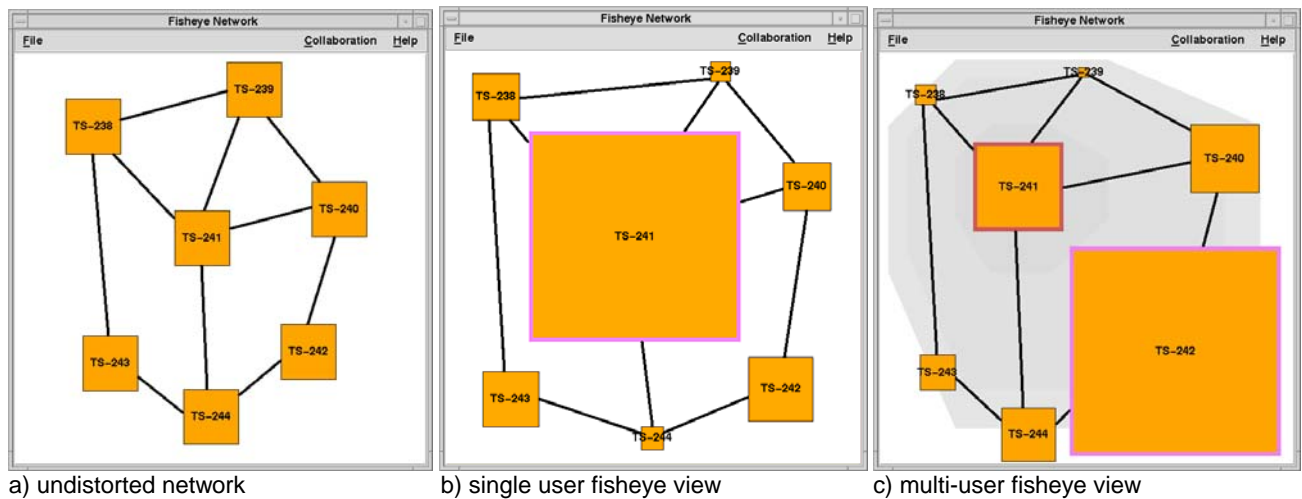 Fisheye Network
File Collaboration Help
TS-239
TS-238
TS-240
TS-241
TS-242
TS-243
TS-244
a) undistorted network
Fisheye Network
File Collaboration Help
TS-239
TS-238
TS-240
TS-241
TS-242
TS-243
TS-244
b) single user fisheye view
Fisheye Network
File Collaboration Help
TS-239
TS-238
TS-240
TS-241
TS-242
TS-243
TS-244
c) multi-user fisheye view